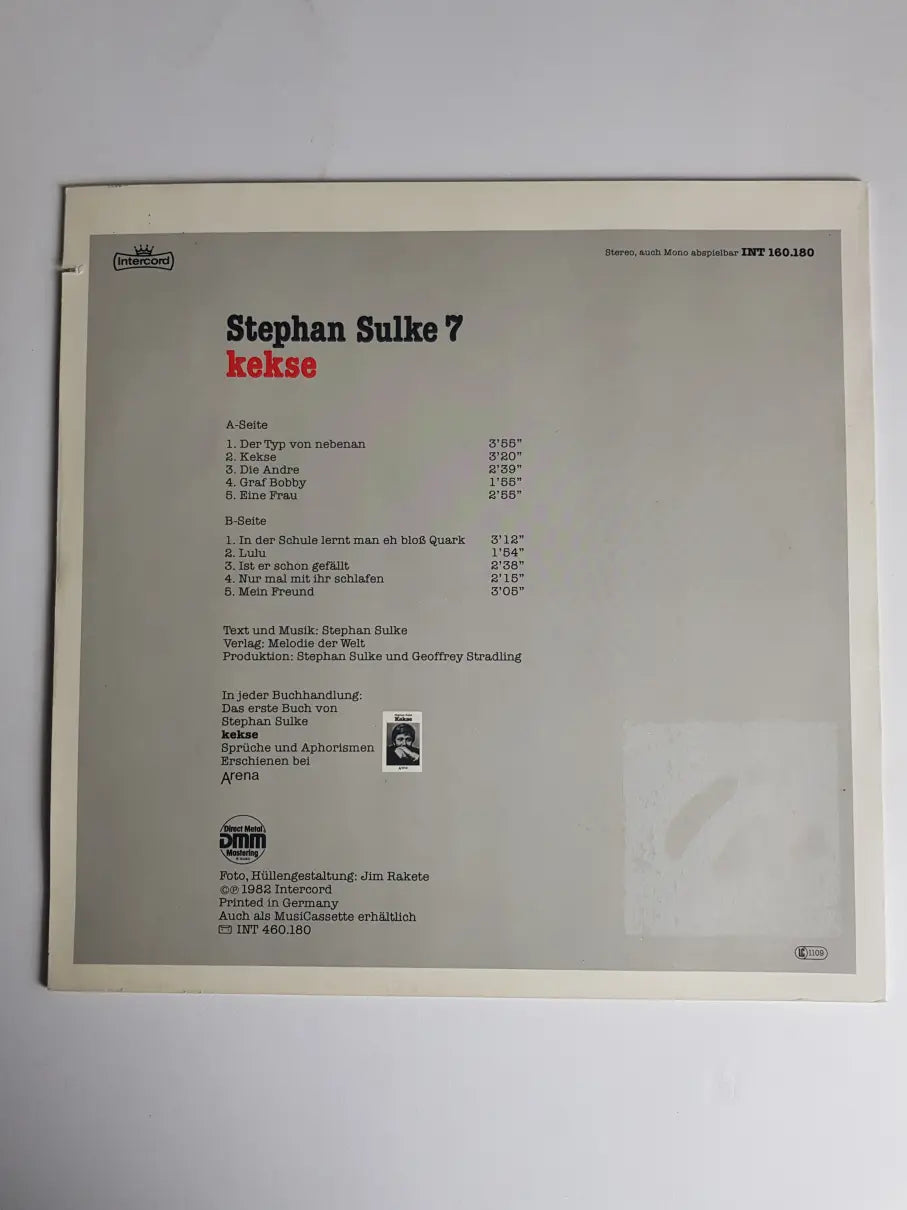 Intercord
Stereo, auch Mono abspielbar INT 160.180
Stephan Sulke 7
kekse
A-Seite
1. Der Typ von nebenan 3'55"
2. Kekse 3'20"
3. Die Andre 2'39"
4. Graf Bobby 1'55"
5. Eine Frau 2'55"
B-Seite
1. In der Schule lernt man eh bloß Quark 3'12"
2. Lulu 1'54"
3. Ist er schon gefällt 2'38"
4. Nur mal mit ihr schlafen 2'15"
5. Mein Freund 3'05"
Text und Musik: Stephan Sulke
Verlag: Melodie der Welt
Produktion: Stephan Sulke und Geoffrey Stradling
In jeder Buchhandlung:
Das erste Buch von
Stephan Sulke
kekse
Sprüche und Aphorismen
Erschienen bei
Arena
Kekse
Direct Metal
DMM
Mastering
Foto, Hüllengestaltung: Jim Rakete
©℗ 1982 Intercord
Printed in Germany
Auch als MusiCassette erhältlich
INT 460.180
LC 1109